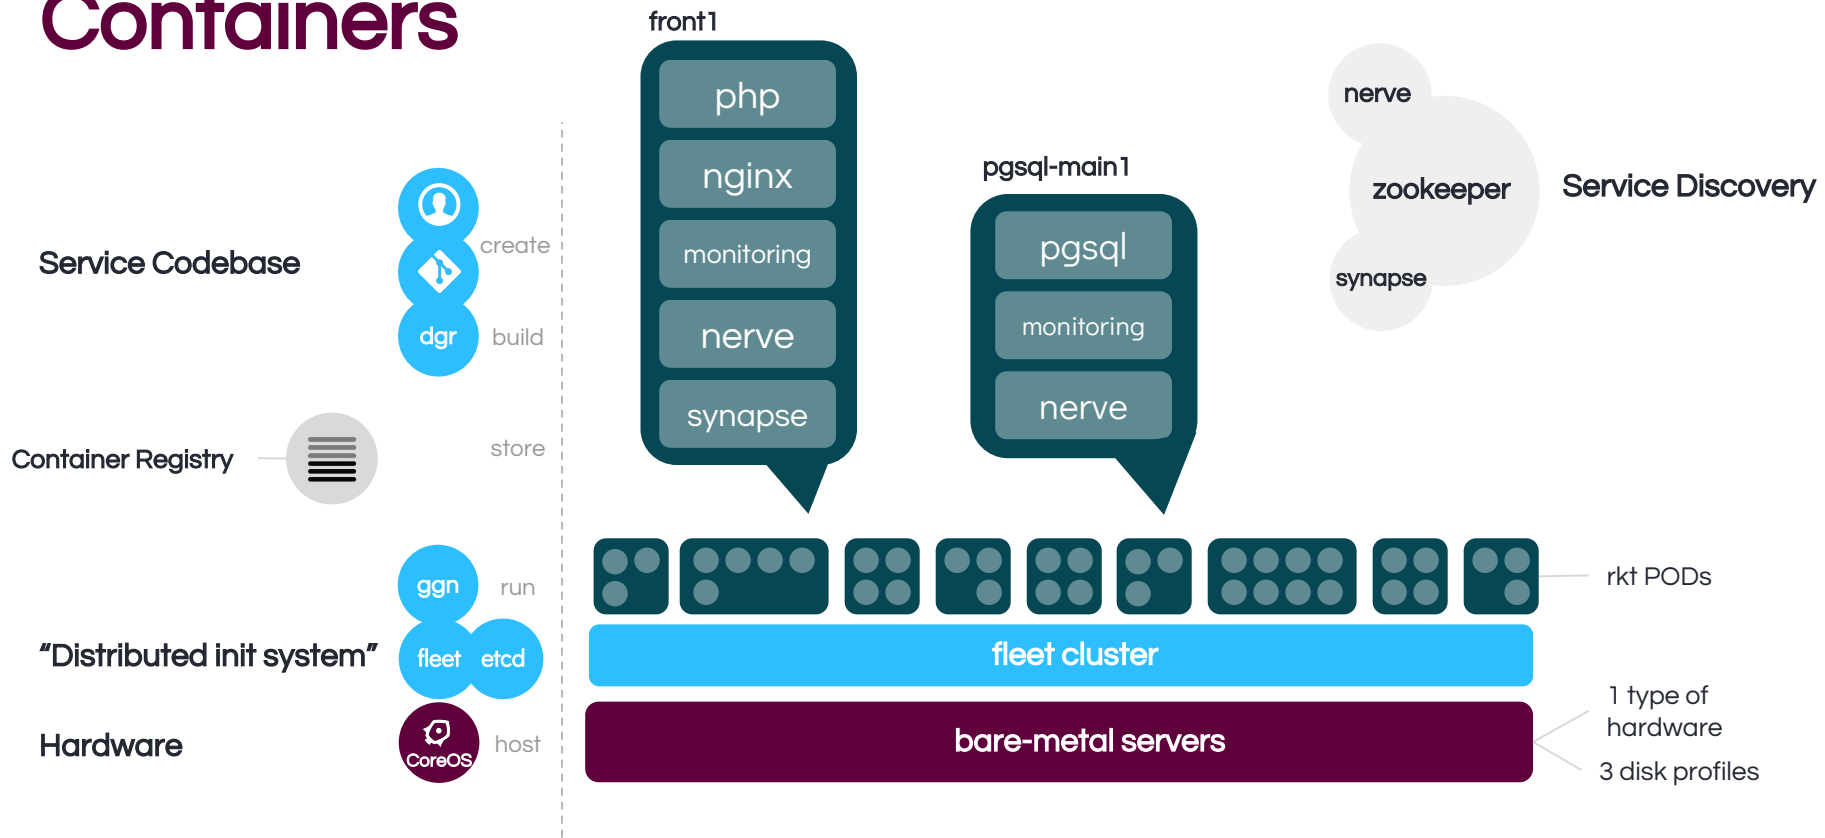 Containers
front1
php
nginx
monitoring
nerve
synapse
pgsql-main1
pgsql
monitoring
nerve
nerve
zookeeper
synapse
Service Discovery
Service Codebase
create
dgr
build
Container Registry
store
ggn
run
“Distributed init system”
fleet
etcd
Hardware
CoreOS
host
rkt PODs
fleet cluster
bare-metal servers
1 type of
hardware
3 disk profiles